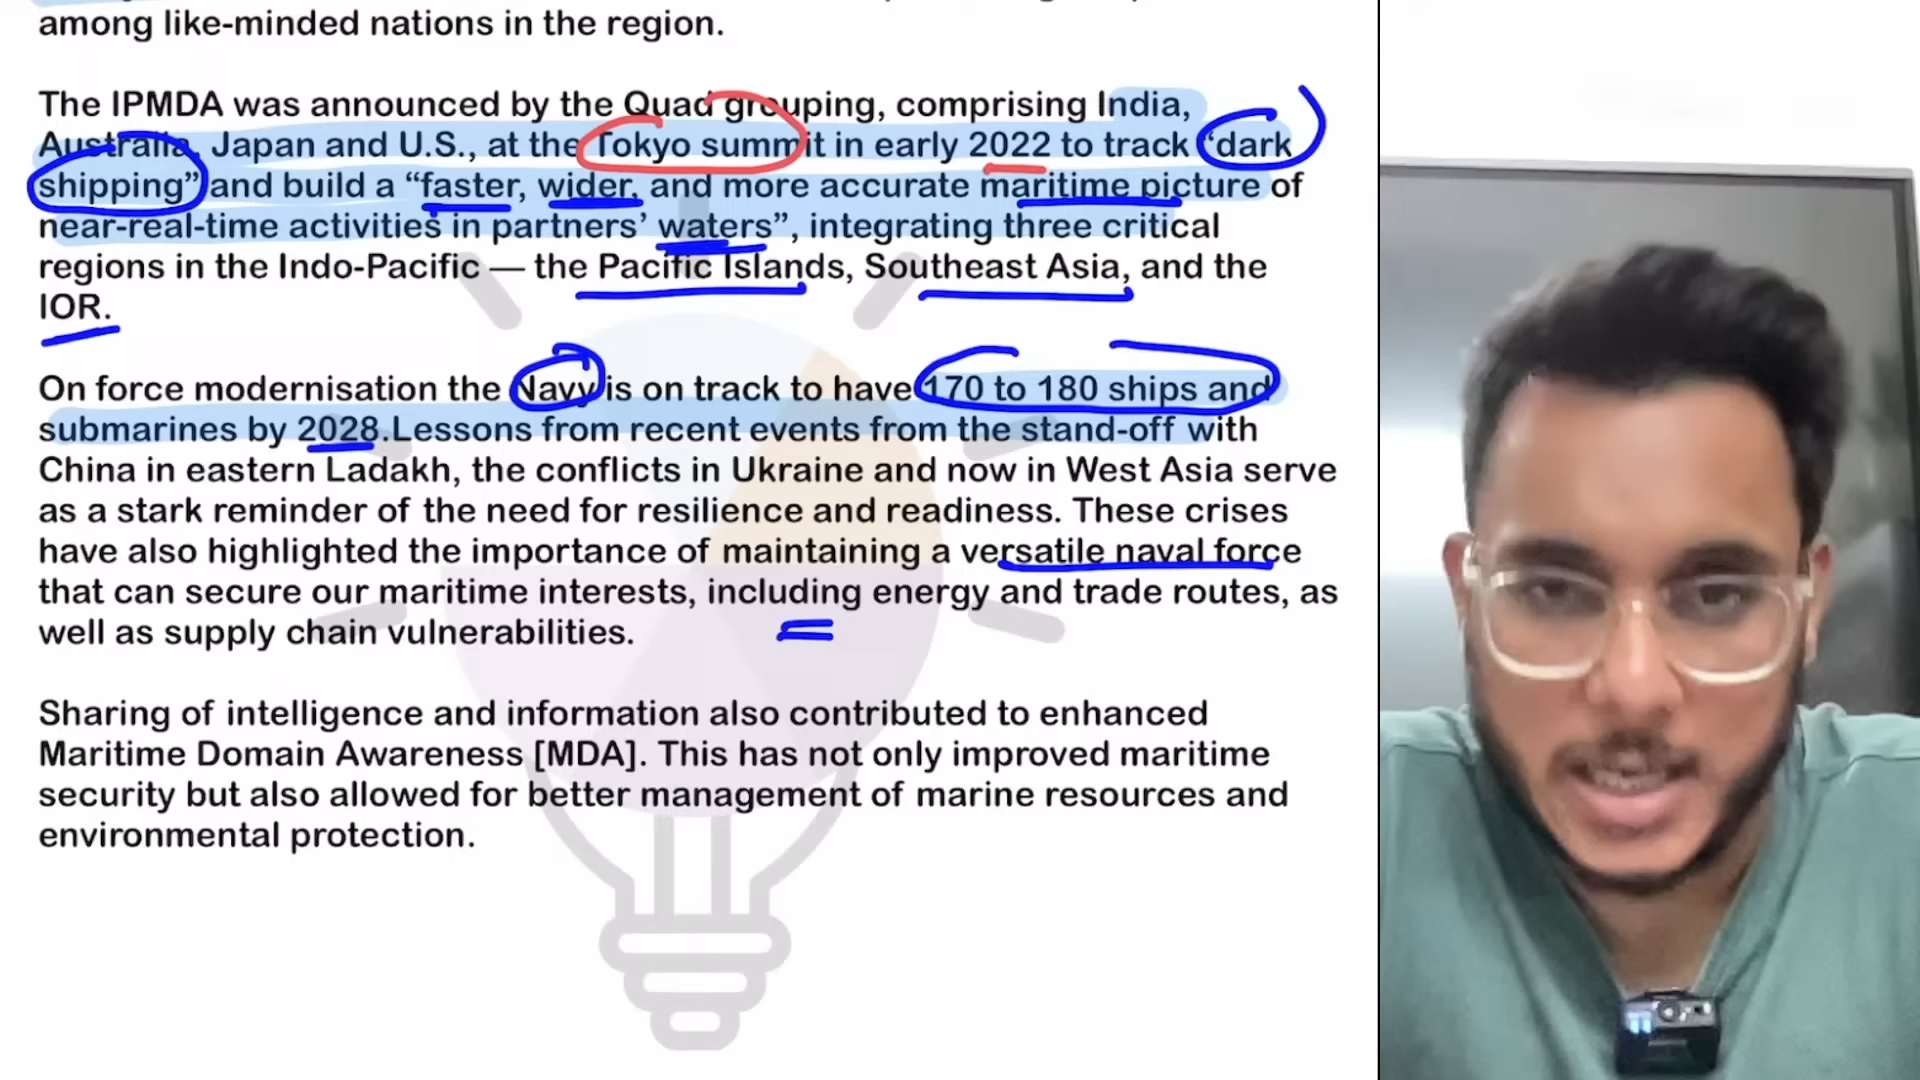 among like-minded nations in the region.
The IPMDA was announced by the Quad grouping, comprising India,
Australia, Japan and U.S., at the Tokyo summit in early 2022 to track “dark
shipping” and build a “faster, wider, and more accurate maritime picture of
near-real-time activities in partners’ waters”, integrating three critical
regions in the Indo-Pacific — the Pacific Islands, Southeast Asia, and the
IOR.
On force modernisation the Navy is on track to have 170 to 180 ships and
submarines by 2028.Lessons from recent events from the stand-off with
China in eastern Ladakh, the conflicts in Ukraine and now in West Asia serve
as a stark reminder of the need for resilience and readiness. These crises
have also highlighted the importance of maintaining a versatile naval force
that can secure our maritime interests, including energy and trade routes, as
well as supply chain vulnerabilities.
Sharing of intelligence and information also contributed to enhanced
Maritime Domain Awareness [MDA]. This has not only improved maritime
security but also allowed for better management of marine resources and
environmental protection.